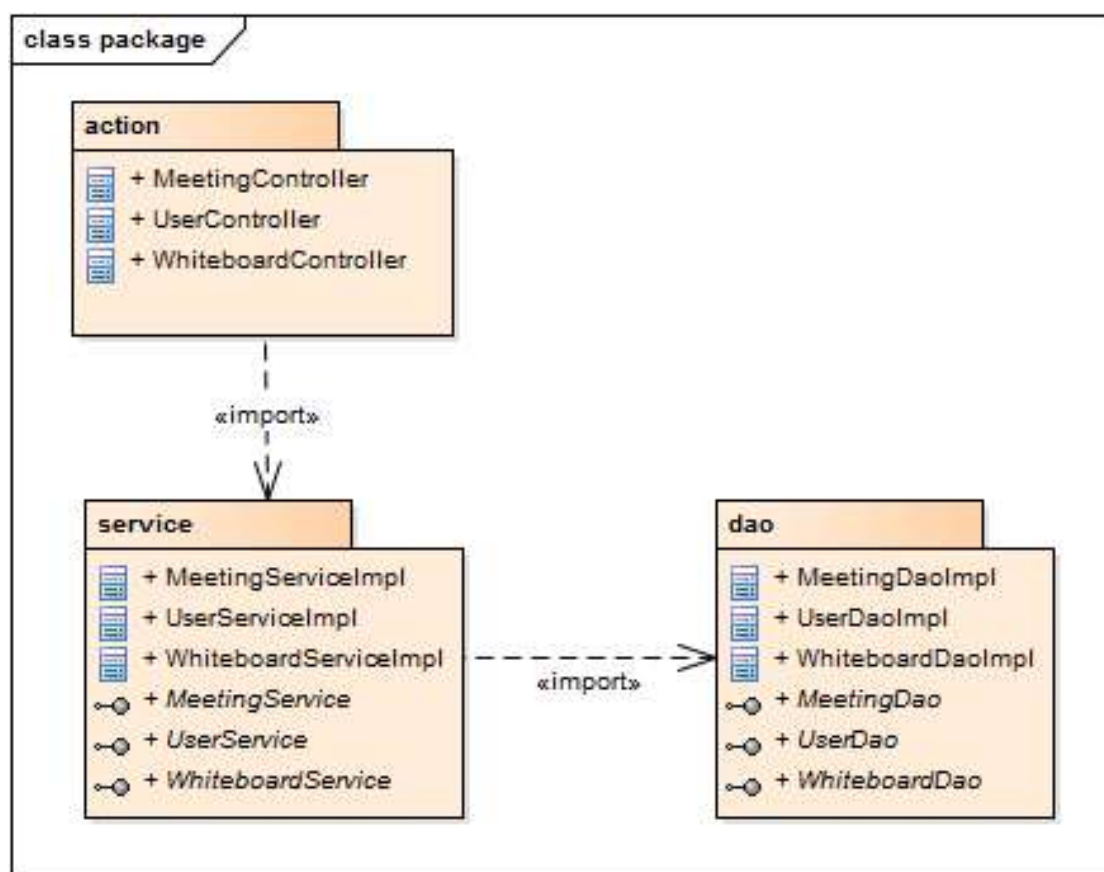 class package
action
+ MeetingController
+ UserController
+ WhiteboardController
«import»
service
+ MeetingServiceImpl
+ UserServiceImpl
+ WhiteboardServiceImpl
+ MeetingService
+ UserService
+ WhiteboardService
«import»
dao
+ MeetingDaoImpl
+ UserDaoImpl
+ WhiteboardDaoImpl
+ MeetingDao
+ UserDao
+ WhiteboardDao